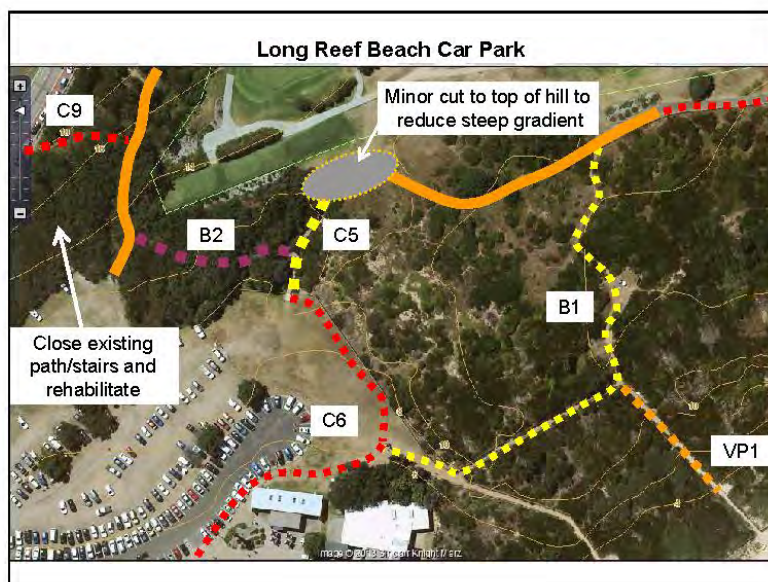 Long Reef Beach Car Park
C9
Minor cut to top of hill to
reduce steep gradient
B2
C5
B1
Close existing
path/stairs and
rehabilitate
C6
VP1